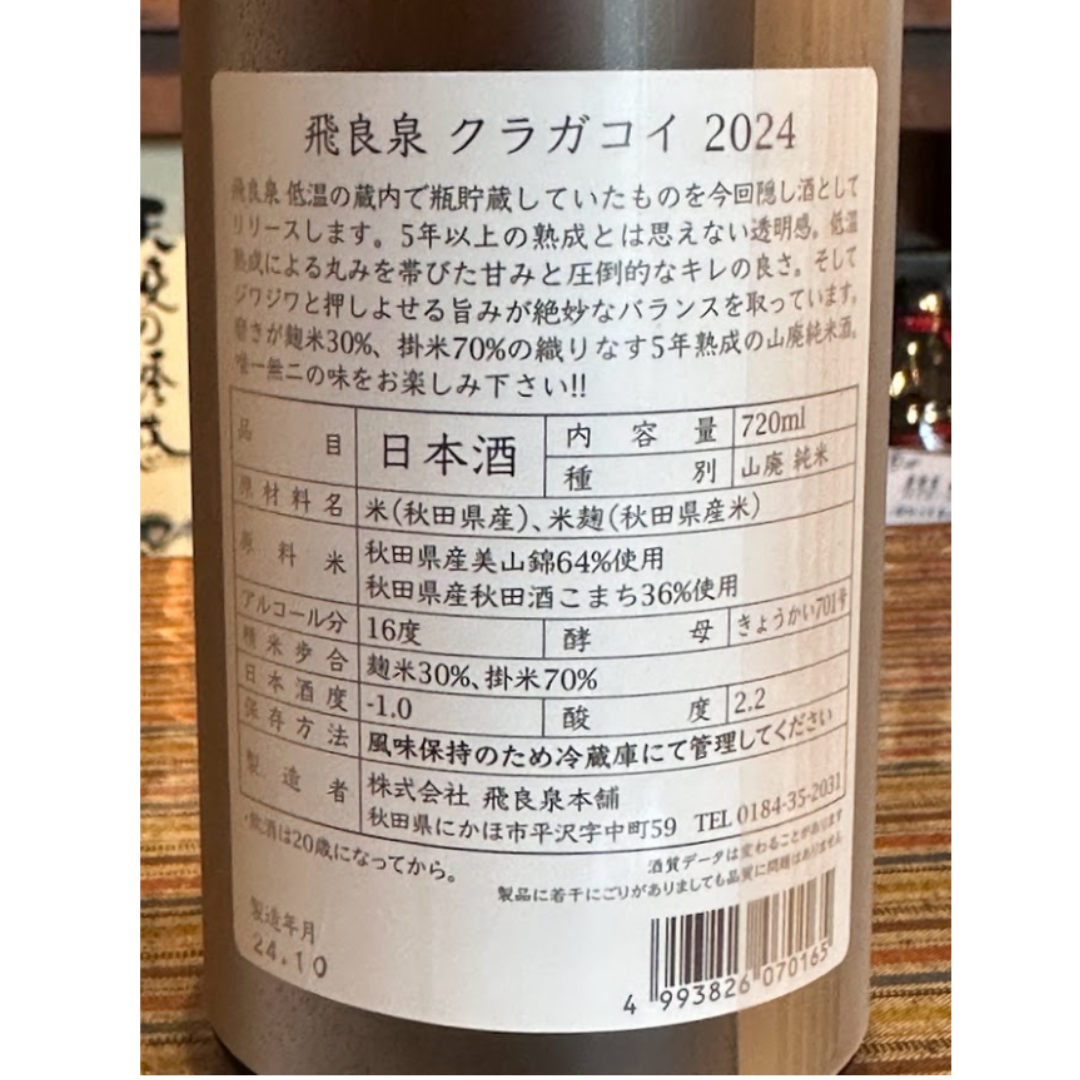 飛良泉 クラガコイ 2024
飛良泉 低温の蔵内で瓶貯蔵していたものを今回隠し酒として
リリースします。5年以上の熟成とは思えない透明感。低温
熟成による丸みを帯びた甘みと圧倒的なキレの良さ。そして
ジワジワと押しよせる旨みが絶妙なバランスを取っています。
磨きが麹米30%、掛米70%の織りなす5年熟成の山廃純米酒。
唯一無二の味をお楽しみ下さい!!
品目 日本酒 内容量 720ml
種別 山廃 純米
原材料名 米(秋田県産)、米麹(秋田県産米)
原料米 秋田県産美山錦64%使用
秋田県産秋田酒こまち36%使用
アルコール分 16度 酵母 きょうかい701号
精米歩合 麹米30%、掛米70%
日本酒度 -1.0 酸度 2.2
保存方法 風味保持のため冷蔵庫にて管理してください
製造者 株式会社 飛良泉本舗
秋田県にかほ市平沢字中町59 TEL 0184-35-2031
・飲酒は20歳になってから。
酒質データは変わることがあります
製品に若干にごりがありましても品質に問題はありません
製造年月
24.10
4 993826 070165